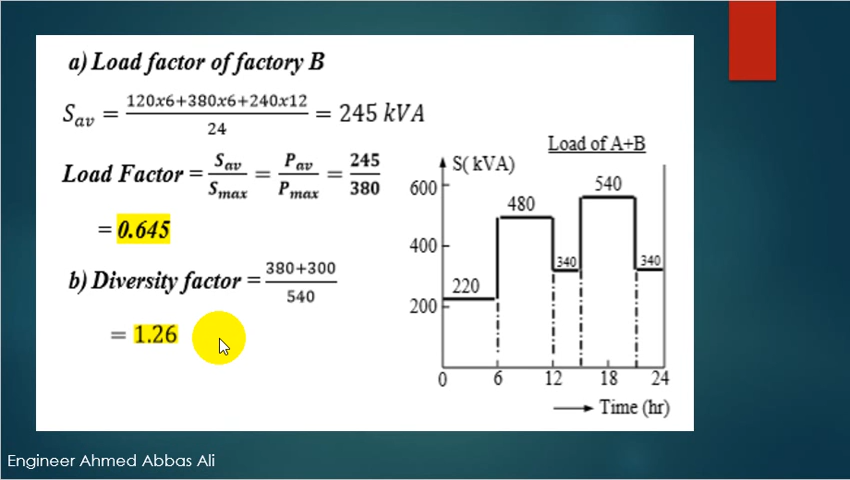 a) Load factor of factory B
S_av = (120x6+380x6+240x12)/24 = 245 kVA
Load Factor = S_av/S_max = P_av/P_max = 245/380
= 0.645
b) Diversity factor = (380+300)/540
= 1.26
Load of A+B
S( kVA)
600
540
480
400
340
340
220
200
0 6 12 18 24
Time (hr)
Engineer Ahmed Abbas Ali